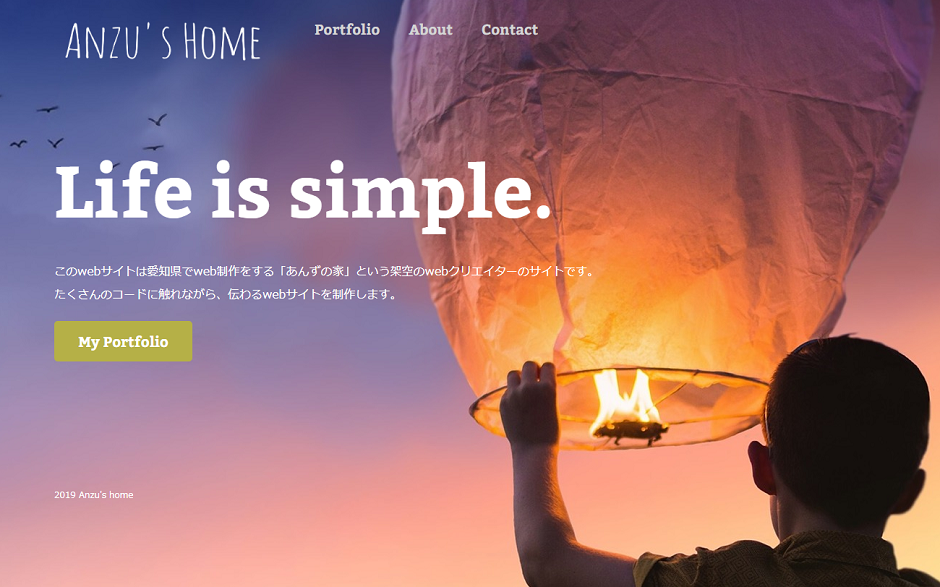 Anzu's Home
Portfolio About Contact
Life is simple.
このwebサイトは愛知県でweb制作をする「あんずの家」という架空のwebクリエイターのサイトです。
たくさんのコードに触れながら、伝わるwebサイトを制作します。
My Portfolio
2019 Anzu's home